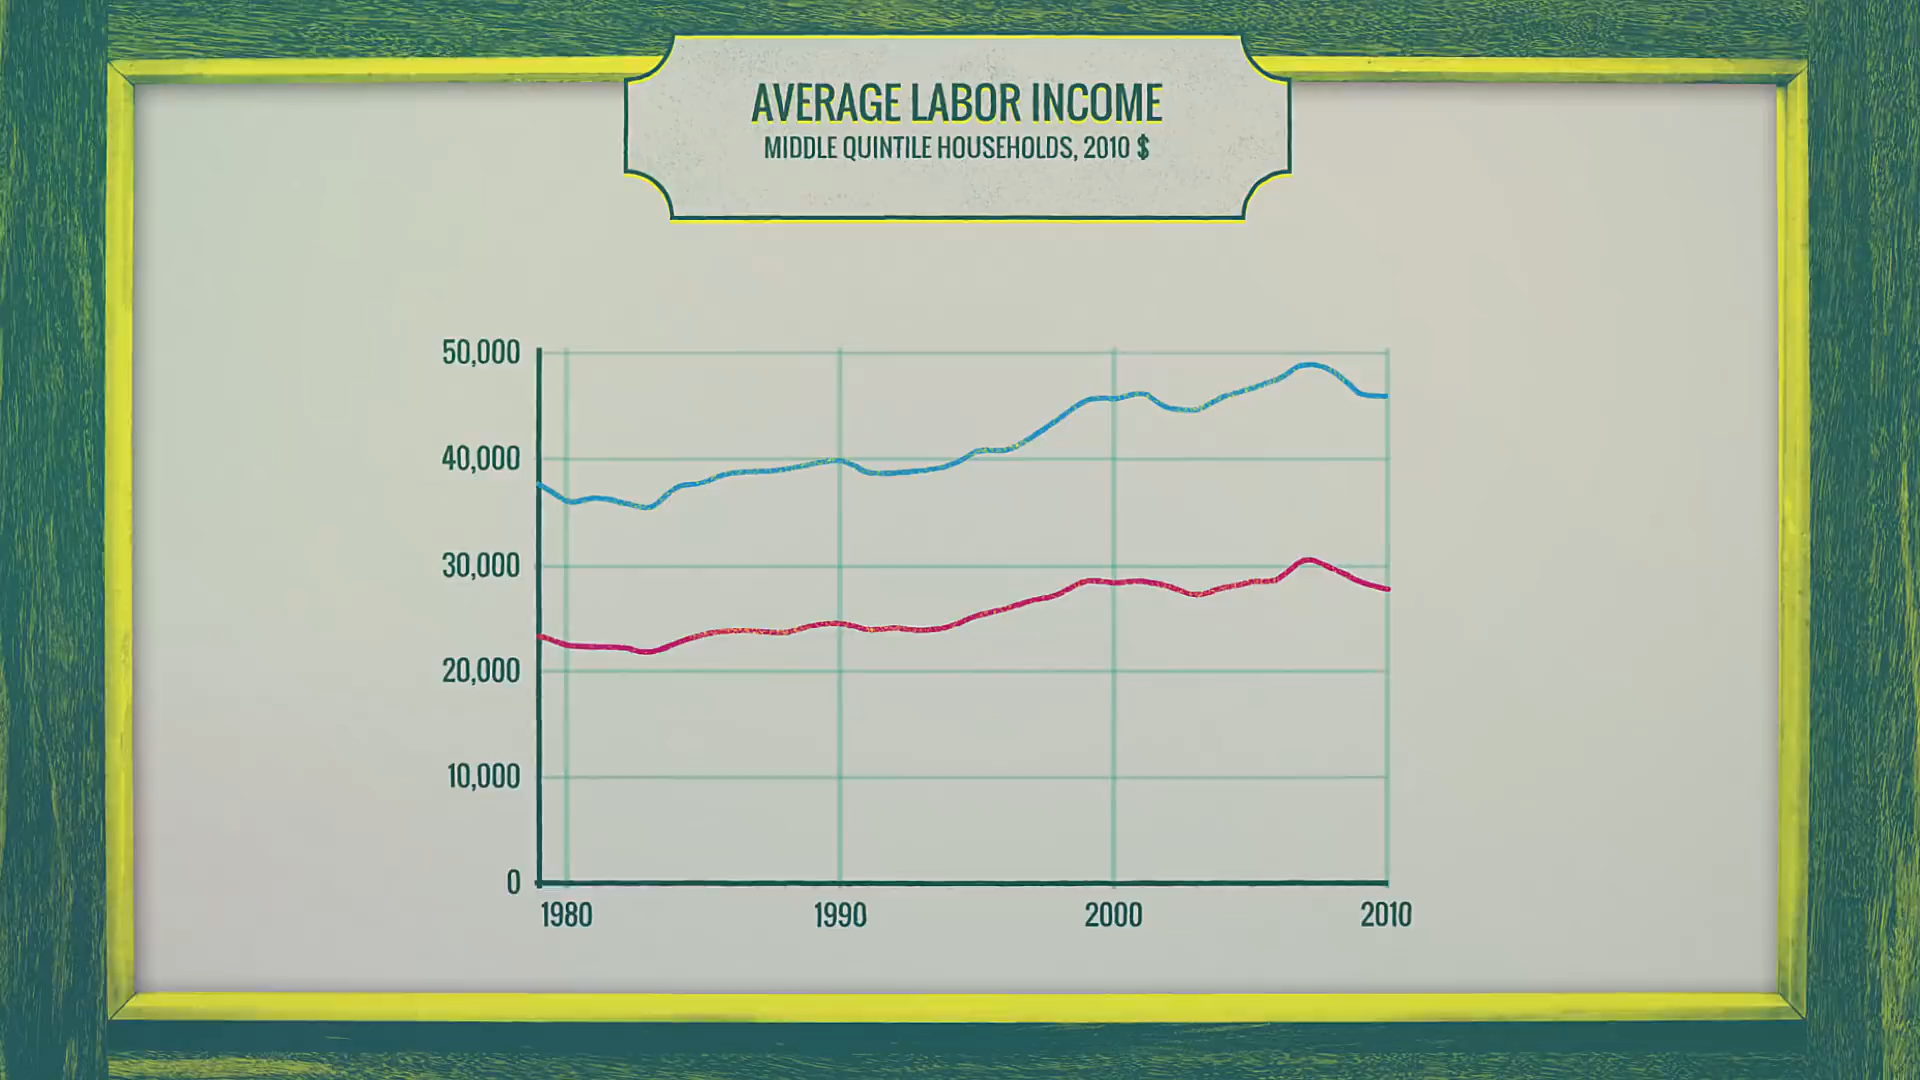 AVERAGE LABOR INCOME
MIDDLE QUINTILE HOUSEHOLDS, 2010 $
50,000
40,000
30,000
20,000
10,000
0
1980 1990 2000 2010